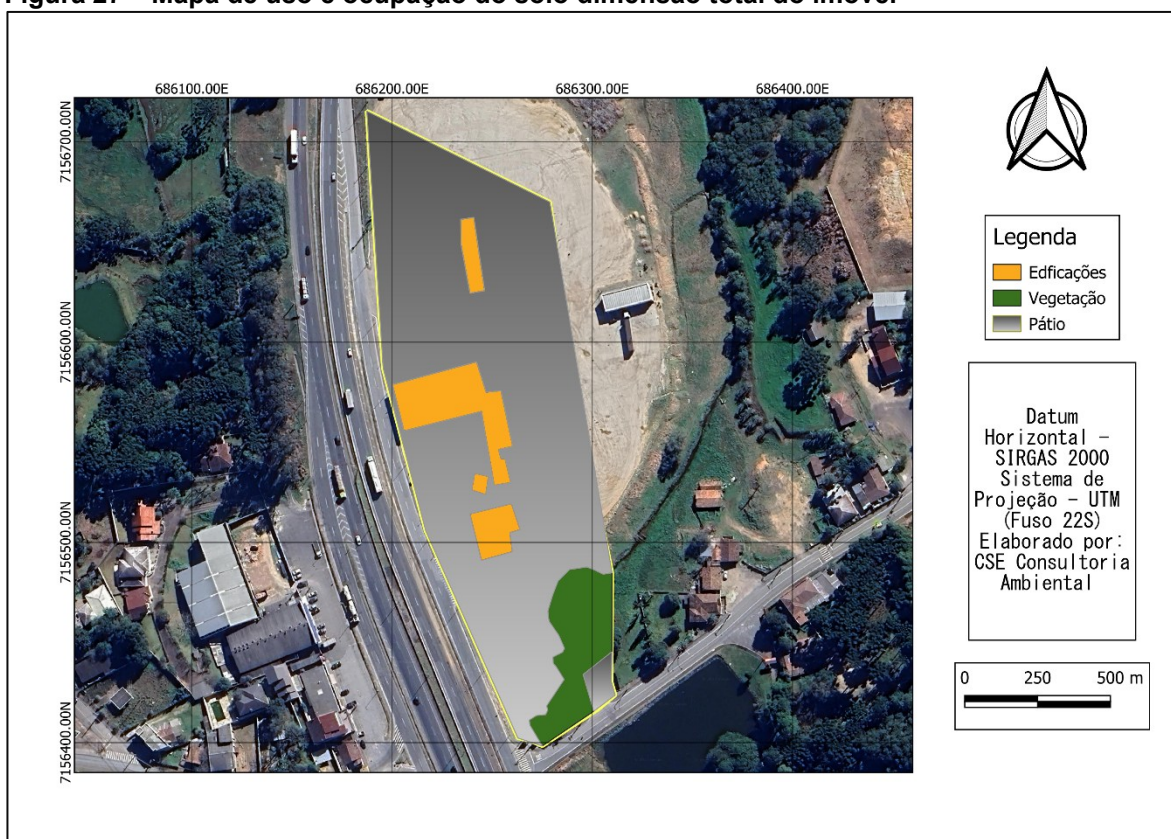 Figura 27 – Mapa de uso e ocupação do solo dimensão total do imóvel
686100.00E 686200.00E 686300.00E 686400.00E
7156700.00N
7156600.00N
7156500.00N
7156400.00N
Legenda
Edficações
Vegetação
Pátio
Datum
Horizontal –
SIRGAS 2000
Sistema de
Projeção – UTM
(Fuso 22S)
Elaborado por:
CSE Consultoria
Ambiental
0 250 500 m